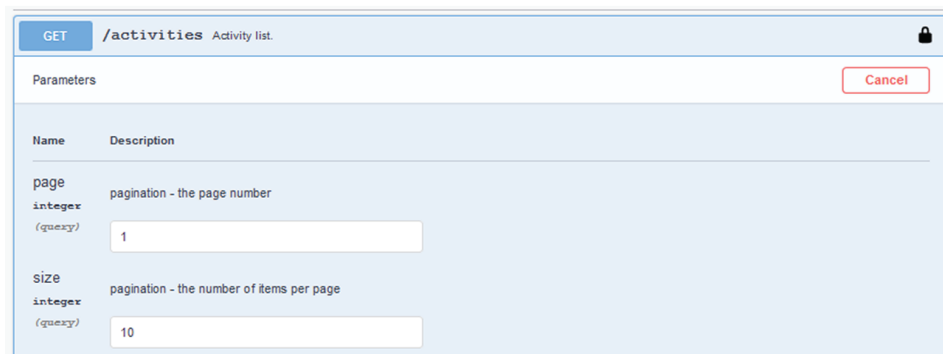 GET /activities Activity list.
Parameters Cancel
Name Description
page
integer
(query)
pagination - the page number
1
size
integer
(query)
pagination - the number of items per page
10